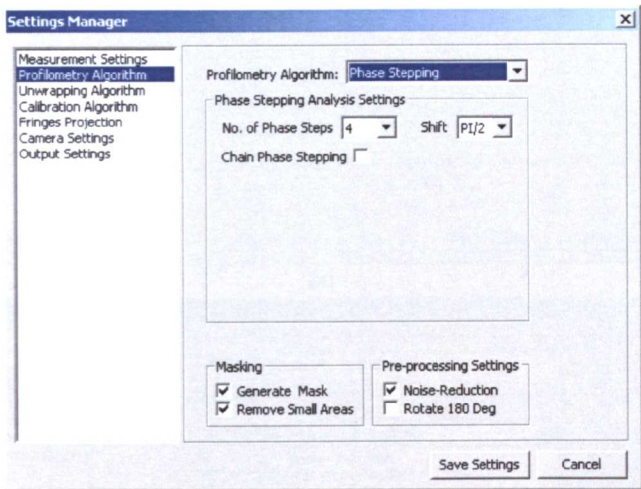 Settings Manager
Measurement Settings
Profilometry Algorithm
Unwrapping Algorithm
Calibration Algorithm
Fringes Projection
Camera Settings
Output Settings
Profilometry Algorithm: Phase Stepping
Phase Stepping Analysis Settings
No. of Phase Steps 4 Shift PI/2
Chain Phase Stepping
Masking
Generate Mask
Remove Small Areas
Pre-processing Settings
Noise-Reduction
Rotate 180 Deg
Save Settings Cancel